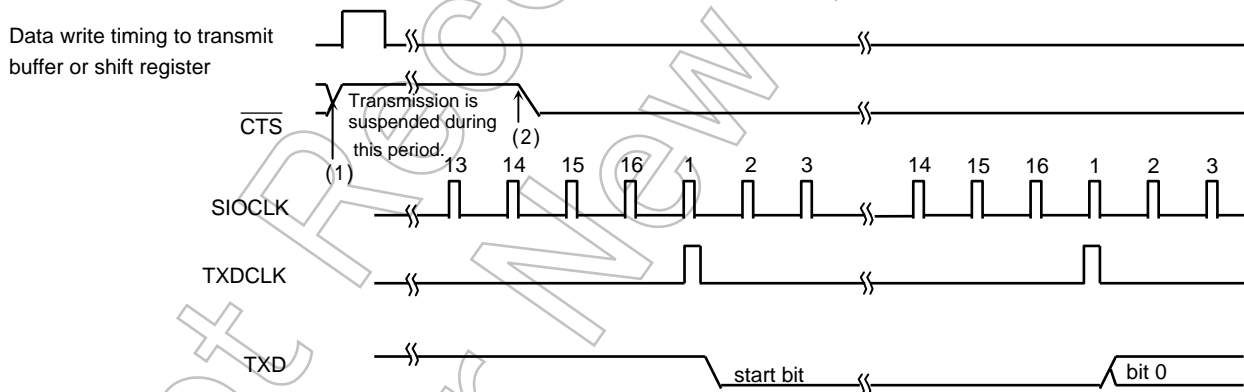 Data write timing to transmit
buffer or shift register
CTS
Transmission is
suspended during
this period.
(1)
(2)
13 14 15 16 1 2 3 14 15 16 1 2 3
SIOCLK
TXDCLK
TXD
start bit
bit 0